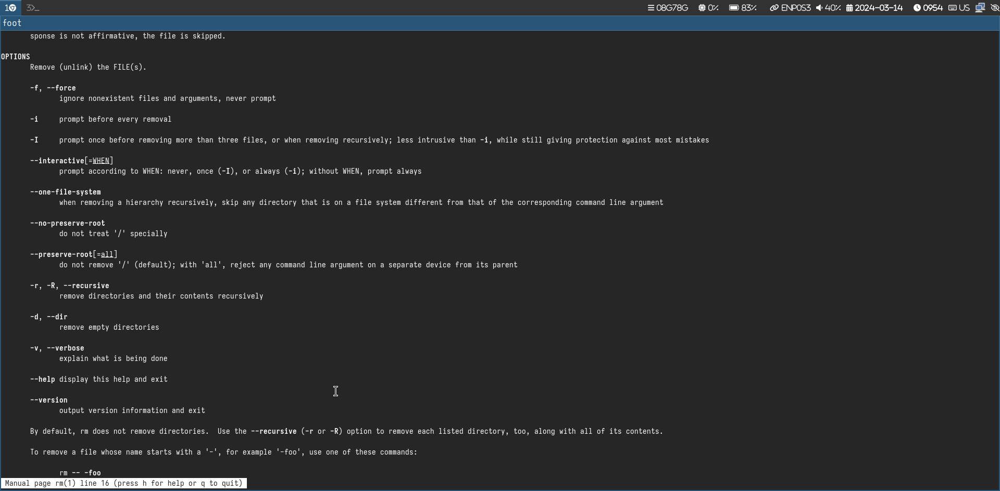 1 3 08G78G 0% 83% ENP0S3 40% 2024-03-14 0954 US
foot
sponse is not affirmative, the file is skipped.
OPTIONS
Remove (unlink) the FILE(s).
-f, --force
ignore nonexistent files and arguments, never prompt
-i prompt before every removal
-I prompt once before removing more than three files, or when removing recursively; less intrusive than -i, while still giving protection against most mistakes
--interactive[=WHEN]
prompt according to WHEN: never, once (-I), or always (-i); without WHEN, prompt always
--one-file-system
when removing a hierarchy recursively, skip any directory that is on a file system different from that of the corresponding command line argument
--no-preserve-root
do not treat '/' specially
--preserve-root[=all]
do not remove '/' (default); with 'all', reject any command line argument on a separate device from its parent
-r, -R, --recursive
remove directories and their contents recursively
-d, --dir
remove empty directories
-v, --verbose
explain what is being done
--help display this help and exit
--version
output version information and exit
By default, rm does not remove directories.  Use the --recursive (-r or -R) option to remove each listed directory, too, along with all of its contents.
To remove a file whose name starts with a '-', for example '-foo', use one of these commands:
rm -- -foo
Manual page rm(1) line 16 (press h for help or q to quit)